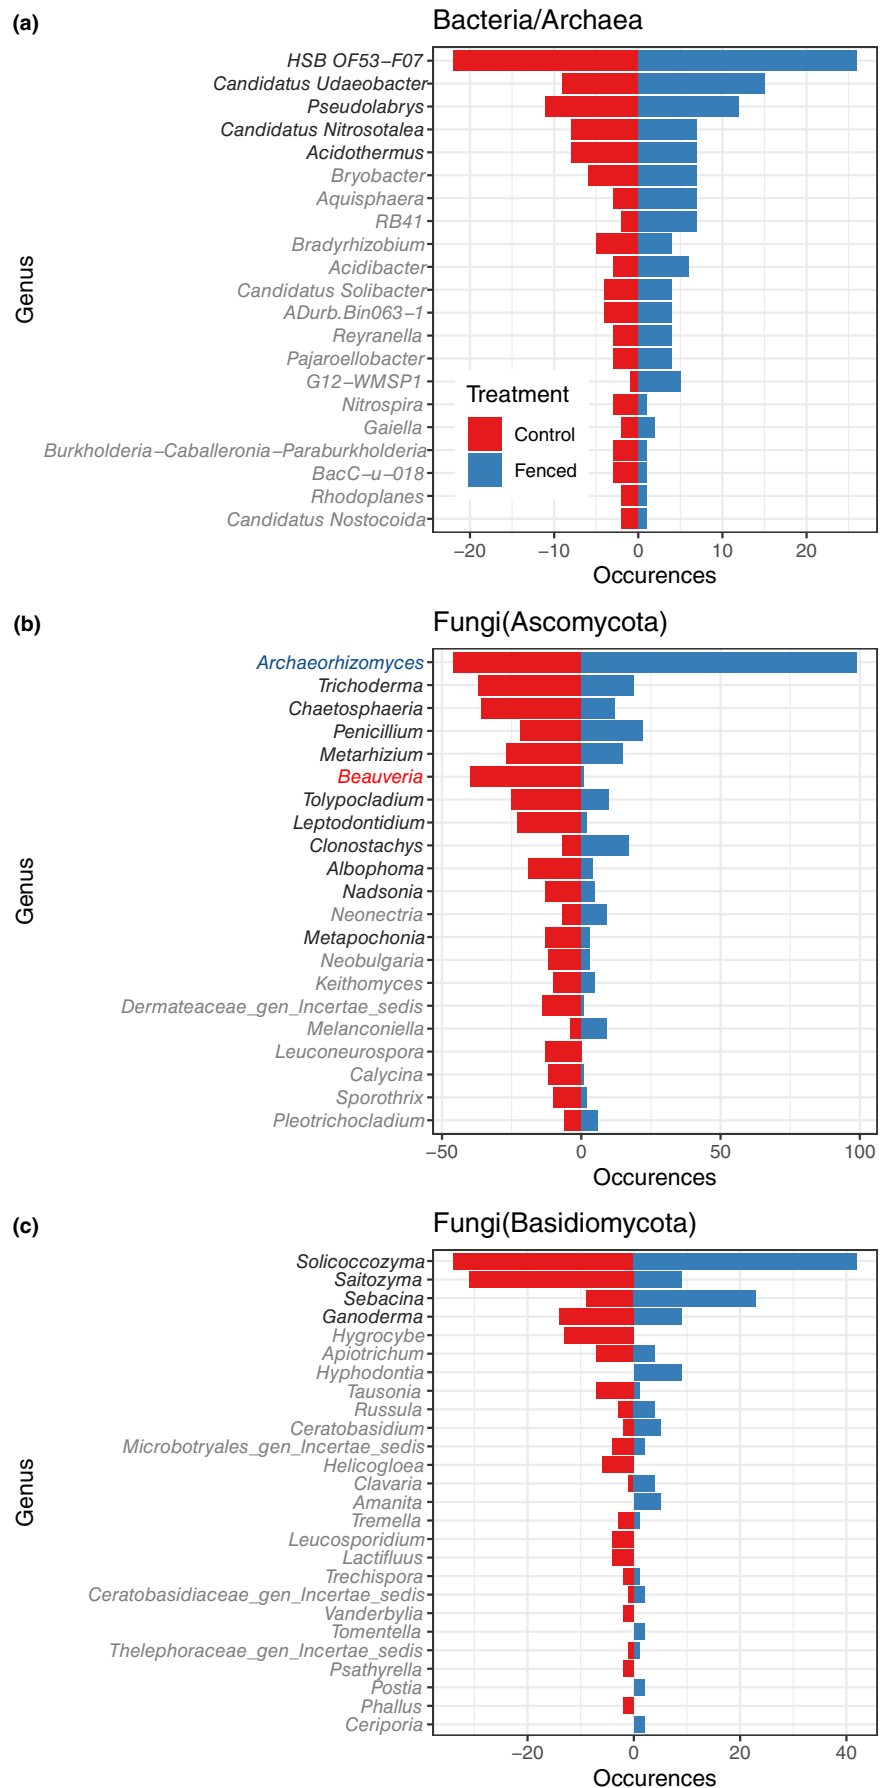 (a)
Bacteria/Archaea
Genus
HSB OF53−F07
Candidatus Udaeobacter
Pseudolabrys
Candidatus Nitrosotalea
Acidothermus
Bryobacter
Aquisphaera
RB41
Bradyrhizobium
Acidibacter
Candidatus Solibacter
ADurb.Bin063−1
Reyranella
Pajaroellobacter
G12−WMSP1
Nitrospira
Gaiella
Burkholderia−Caballeronia−Paraburkholderia
BacC−u−018
Rhodoplanes
Candidatus Nostocoida
Treatment
Control
Fenced
−20 −10 0 10 20
Occurences
(b)
Fungi(Ascomycota)
Genus
Archaeorhizomyces
Trichoderma
Chaetosphaeria
Penicillium
Metarhizium
Beauveria
Tolypocladium
Leptodontidium
Clonostachys
Albophoma
Nadsonia
Neonectria
Metapochonia
Neobulgaria
Keithomyces
Dermateaceae_gen_Incertae_sedis
Melanconiella
Leuconeurospora
Calycina
Sporothrix
Pleotrichocladium
−50 0 50 100
Occurences
(c)
Fungi(Basidiomycota)
Genus
Solicoccozyma
Saitozyma
Sebacina
Ganoderma
Hygrocybe
Apiotrichum
Hyphodontia
Tausonia
Russula
Ceratobasidium
Microbotryales_gen_Incertae_sedis
Helicogloea
Clavaria
Amanita
Tremella
Leucosporidium
Lactifluus
Trechispora
Ceratobasidiaceae_gen_Incertae_sedis
Vanderbylia
Tomentella
Thelephoraceae_gen_Incertae_sedis
Psathyrella
Postia
Phallus
Ceriporia
−20 0 20 40
Occurences